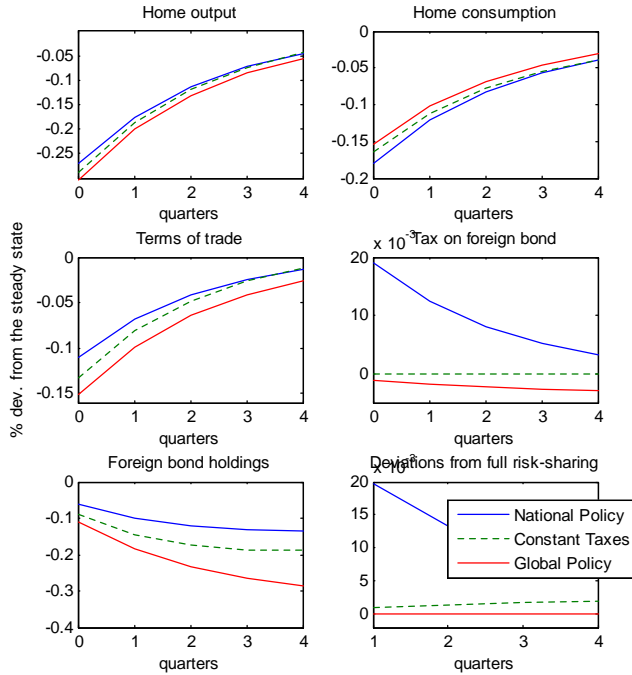 Home output
-0.05
-0.1
-0.15
-0.2
-0.25
0 1 2 3 4
quarters
Home consumption
0
-0.05
-0.1
-0.15
-0.2
0 1 2 3 4
quarters
% dev. from the steady state
Terms of trade
0
-0.05
-0.1
-0.15
0 1 2 3 4
quarters
x 10-3
Tax on foreign bond
20
10
0
0 1 2 3 4
quarters
Foreign bond holdings
0
-0.1
-0.2
-0.3
-0.4
0 1 2 3 4
quarters
x 10-3
Deviations from full risk-sharing
20
15
10
5
0
1 2 3 4
quarters
National Policy
Constant Taxes
Global Policy